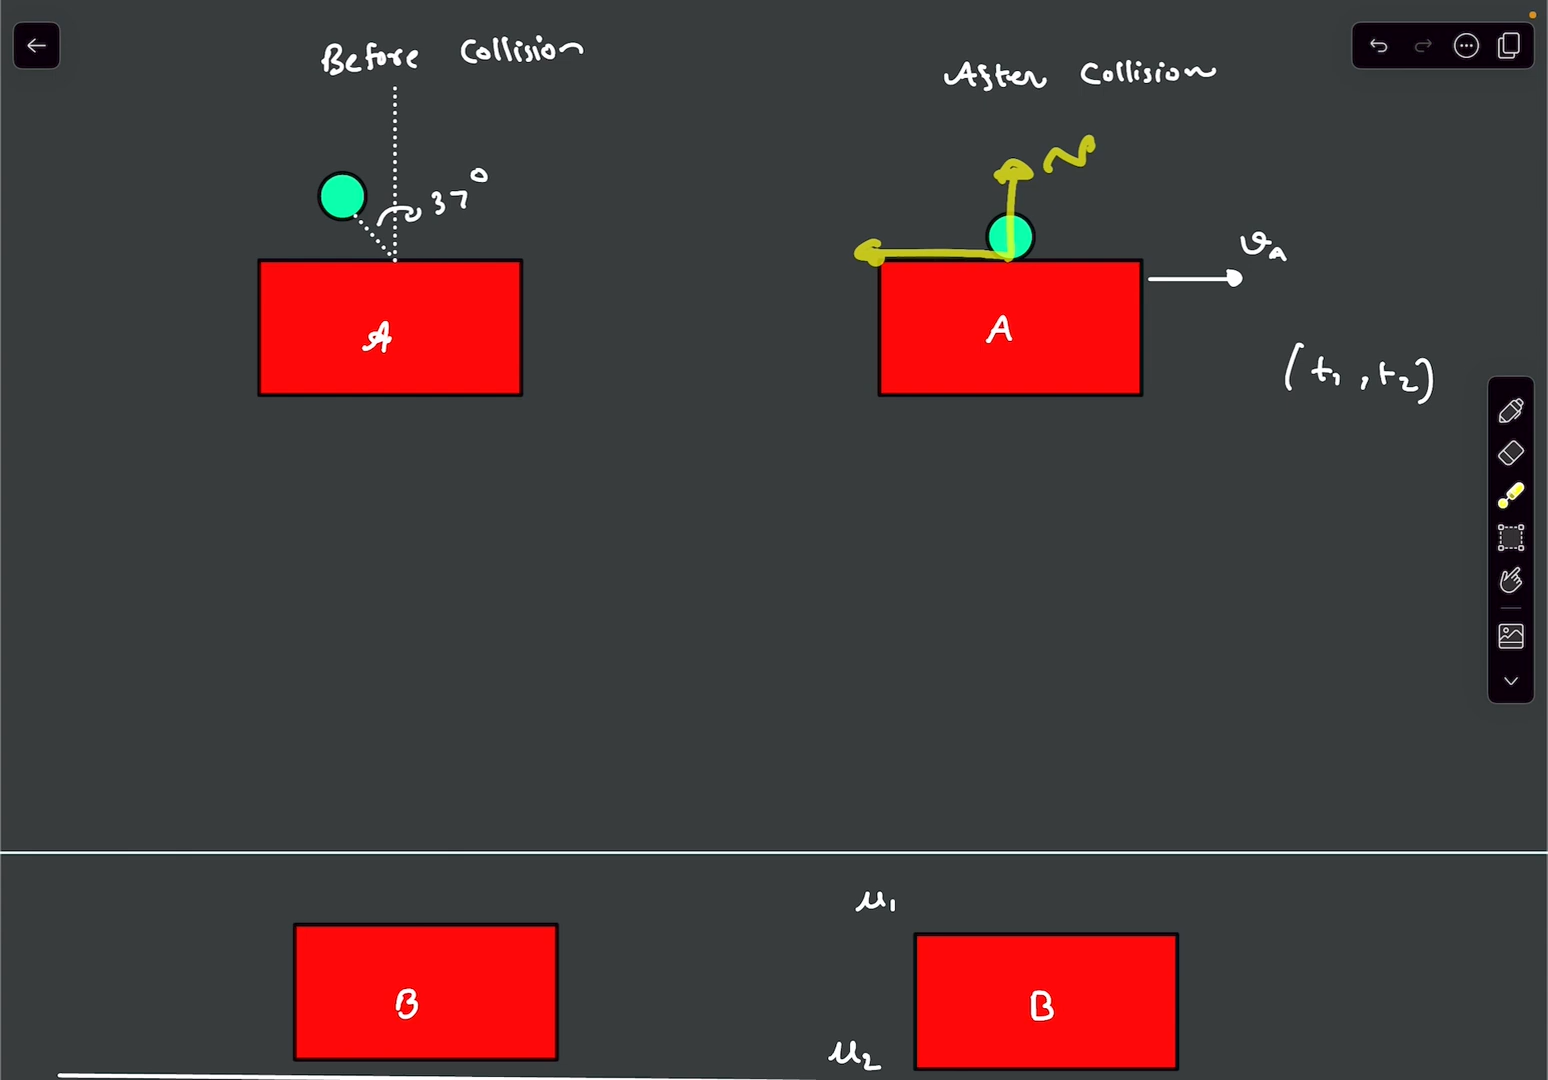 Before Collision
After Collision
N
37°
v_A
A
A
(t₁, t₂)
μ₁
B
B
μ₂